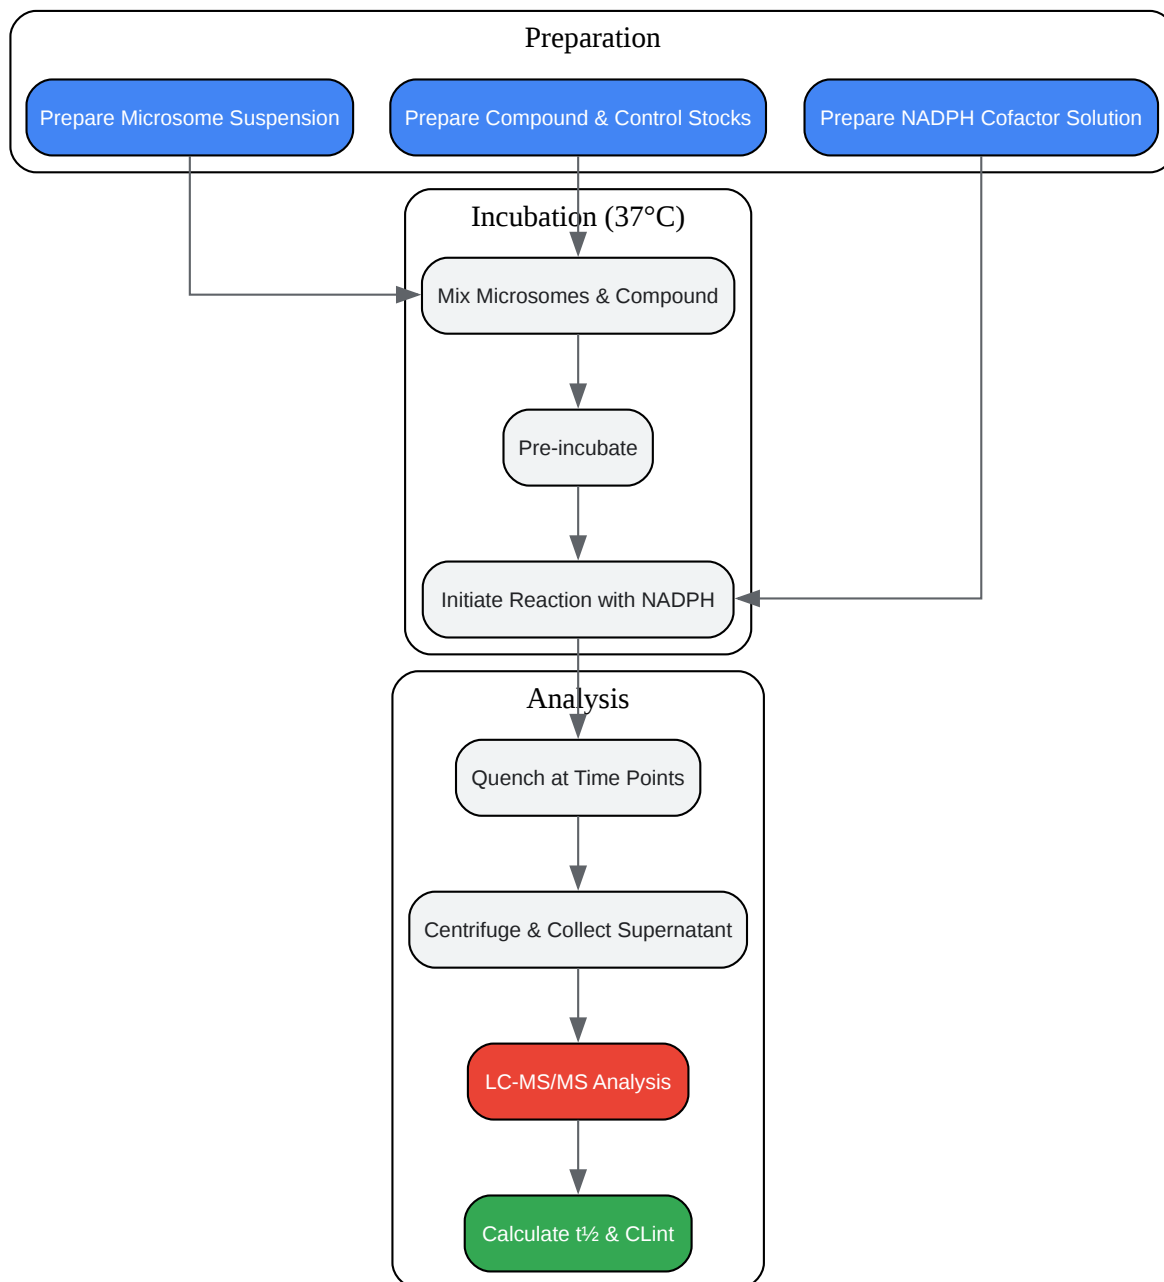 Preparation
Prepare Microsome Suspension
Prepare Compound & Control Stocks
Prepare NADPH Cofactor Solution
Incubation (37°C)
Mix Microsomes & Compound
Pre-incubate
Initiate Reaction with NADPH
Analysis
Quench at Time Points
Centrifuge & Collect Supernatant
LC-MS/MS Analysis
Calculate t½ & CLint